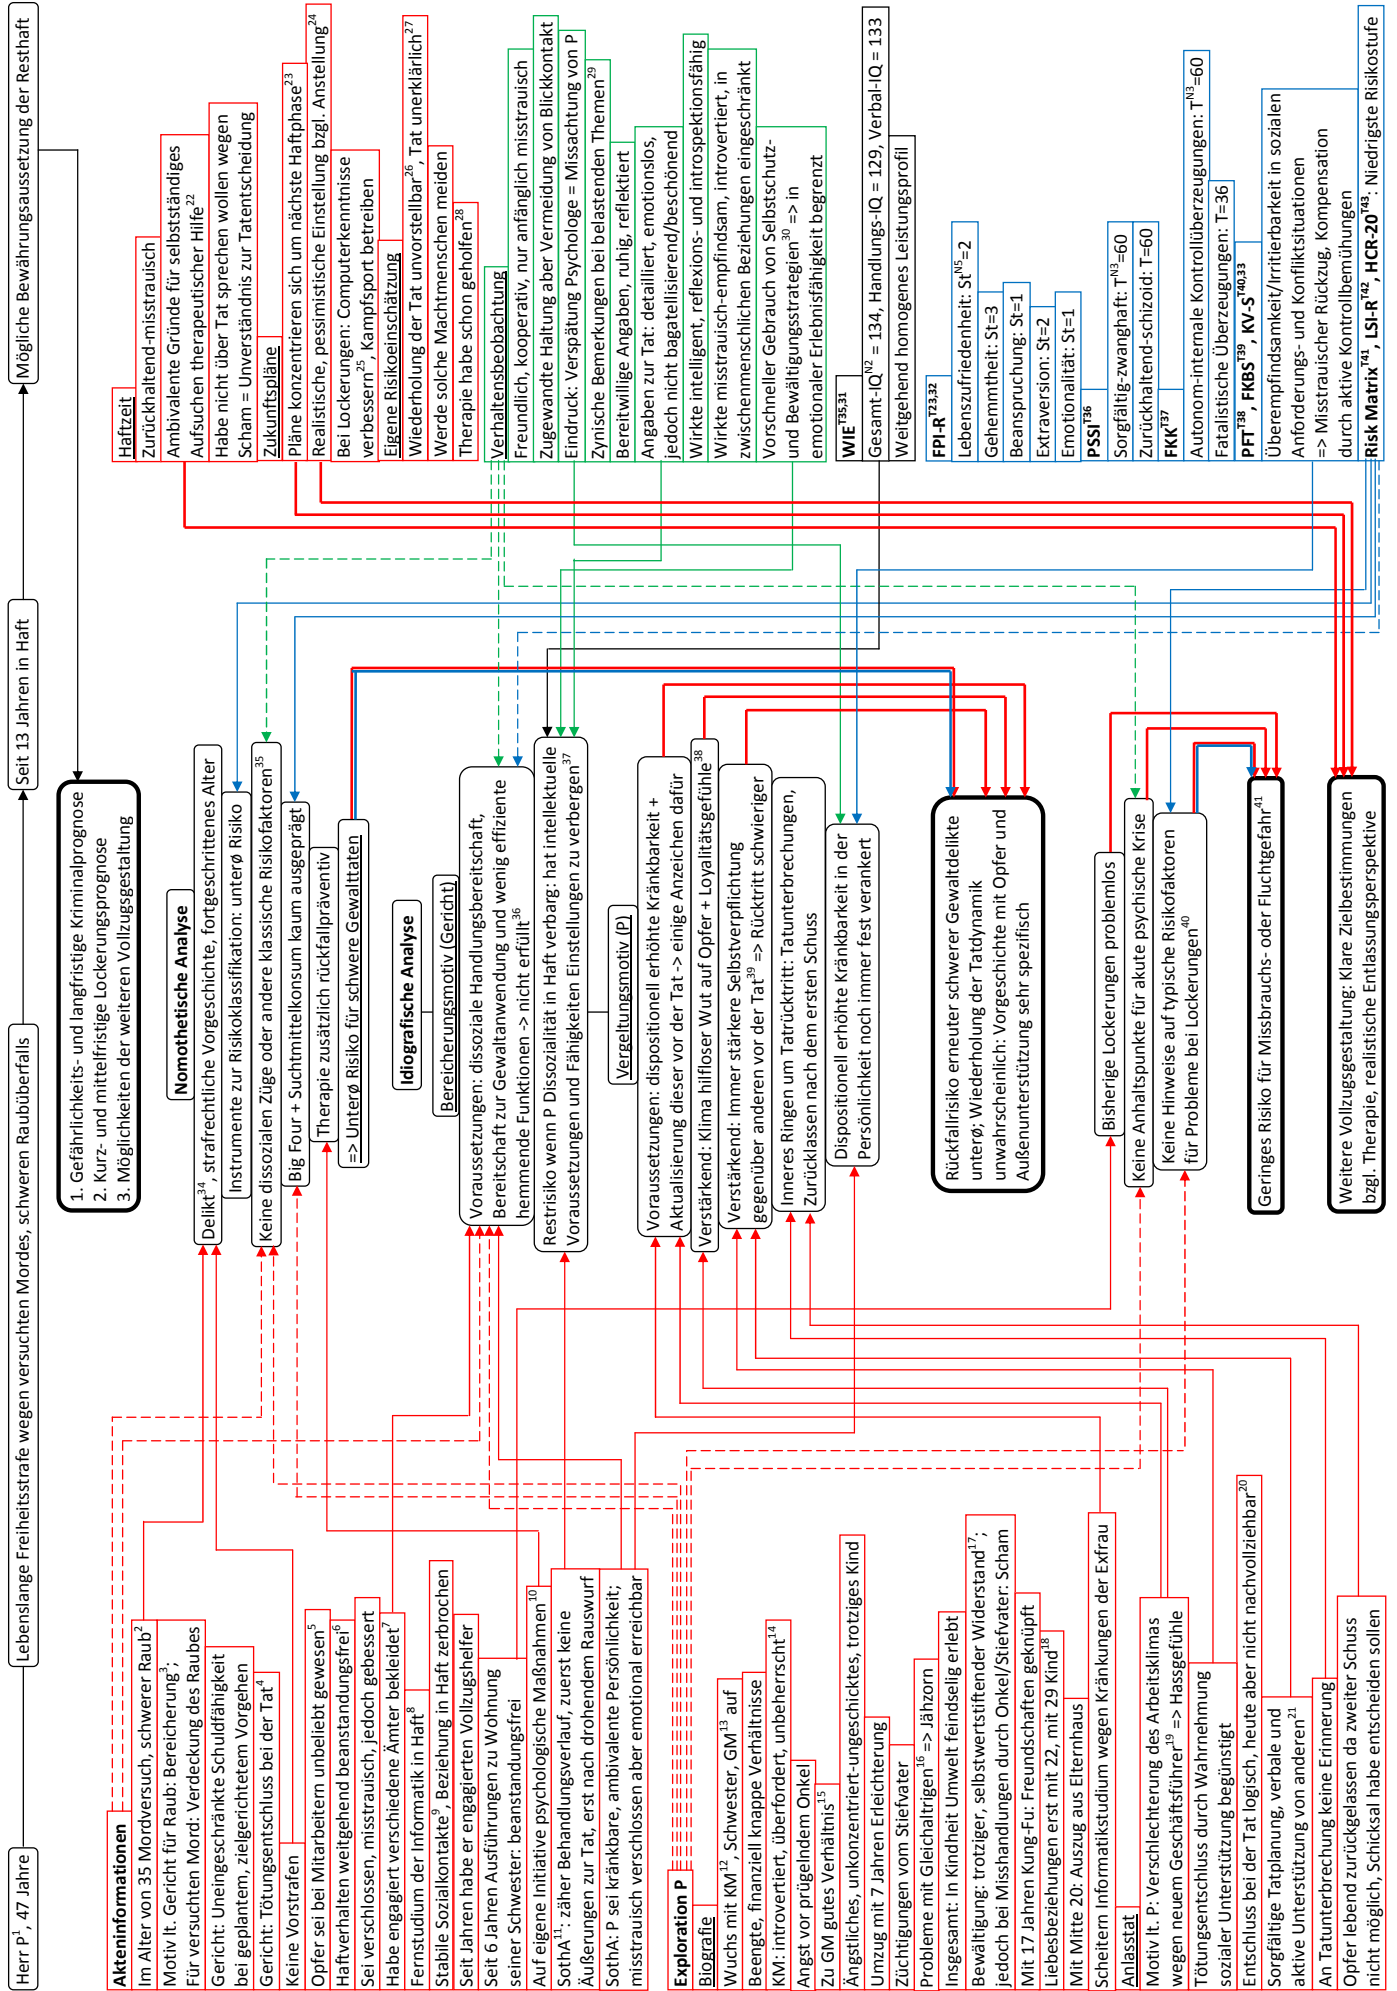 Herr P¹, 47 Jahre
Lebenslange Freiheitsstrafe wegen versuchten Mordes, schweren Raubüberfalls
Seit 13 Jahren in Haft
Mögliche Bewährungsaussetzung der Resthaft
Akteninformationen
Im Alter von 35 Mordversuch, schwerer Raub²
Motiv lt. Gericht für Raub: Bereicherung³;
Für versuchten Mord: Verdeckung des Raubes
Gericht: Uneingeschränkte Schuldfähigkeit
bei geplantem, zielgerichtetem Vorgehen
Gericht: Tötungsentschluss bei der Tat⁴
Keine Vorstrafen
Opfer sei bei Mitarbeitern unbeliebt gewesen⁵
Haftverhalten weitgehend beanstandungsfrei⁶
Sei verschlossen, misstrauisch, jedoch gebessert
Habe engagiert verschiedene Ämter bekleidet⁷
Fernstudium der Informatik in Haft⁸
Stabile Sozialkontakte⁹, Beziehung in Haft zerbrochen
Seit Jahren habe er engagierten Vollzugshelfer
Seit 6 Jahren Ausführungen zu Wohnung
seiner Schwester: beanstandungsfrei
Auf eigene Initiative psychologische Maßnahmen¹⁰
SothA¹¹: zäher Behandlungsverlauf, zuerst keine
Äußerungen zur Tat, erst nach drohendem Rauswurf
SothA: P sei kränkbare, ambivalente Persönlichkeit;
misstrauisch verschlossen aber emotional erreichbar
Exploration P
Biografie
Wuchs mit KM¹², Schwester, GM¹³ auf
Beengte, finanziell knappe Verhältnisse
KM: introvertiert, überfordert, unbeherrscht¹⁴
Angst vor prügelndem Onkel
Zu GM gutes Verhältnis¹⁵
Ängstliches, unkonzentriert-ungeschicktes, trotziges Kind
Umzug mit 7 Jahren Erleichterung
Züchtigungen vom Stiefvater
Probleme mit Gleichaltrigen¹⁶ => Jähzorn
Insgesamt: In Kindheit Umwelt feindselig erlebt
Bewältigung: trotziger, selbstwertstiftender Widerstand¹⁷;
jedoch bei Misshandlungen durch Onkel/Stiefvater: Scham
Mit 17 Jahren Kung-Fu: Freundschaften geknüpft
Liebesbeziehungen erst mit 22, mit 29 Kind¹⁸
Mit Mitte 20: Auszug aus Elternhaus
Scheitern Informatikstudium wegen Kränkungen der Exfrau
Anlasstat
Motiv lt. P: Verschlechterung des Arbeitsklimas
wegen neuem Geschäftsführer¹⁹ => Hassgefühle
Tötungsentschluss durch Wahrnehmung
sozialer Unterstützung begünstigt
Entschluss bei der Tat logisch, heute aber nicht nachvollziehbar²⁰
Sorgfältige Tatplanung, verbale und
aktive Unterstützung von anderen²¹
An Tatunterbrechung keine Erinnerung
Opfer lebend zurückgelassen da zweiter Schuss
nicht möglich, Schicksal habe entscheiden sollen
1. Gefährlichkeits- und langfristige Kriminalprognose
2. Kurz- und mittelfristige Lockerungsprognose
3. Möglichkeiten der weiteren Vollzugsgestaltung
Nomothetische Analyse
Delikt³⁴, strafrechtliche Vorgeschichte, fortgeschrittenes Alter
Instrumente zur Risikoklassifikation: unterø Risiko
Keine dissozialen Züge oder andere klassische Risikofaktoren³⁵
Big Four + Suchtmittelkonsum kaum ausgeprägt
Therapie zusätzlich rückfallpräventiv
=> Unterø Risiko für schwere Gewalttaten
Idiografische Analyse
Bereicherungsmotiv (Gericht)
Voraussetzungen: dissoziale Handlungsbereitschaft,
Bereitschaft zur Gewaltanwendung und wenig effiziente
hemmende Funktionen -> nicht erfüllt³⁶
Restrisiko wenn P Dissozialität in Haft verbarg: hat intellektuelle
Voraussetzungen und Fähigkeiten Einstellungen zu verbergen³⁷
Vergeltungsmotiv (P)
Voraussetzungen: dispositionell erhöhte Kränkbarkeit +
Aktualisierung dieser vor der Tat -> einige Anzeichen dafür
Verstärkend: Klima hilfloser Wut auf Opfer + Loyalitätsgefühle³⁸
Verstärkend: Immer stärkere Selbstverpflichtung
gegenüber anderen vor der Tat³⁹ => Rücktritt schwieriger
Inneres Ringen um Tatrücktritt: Tatunterbrechungen,
Zurücklassen nach dem ersten Schuss
Dispositionell erhöhte Kränkbarkeit in der
Persönlichkeit noch immer fest verankert
Rückfallrisiko erneuter schwerer Gewaltdelikte
unterø; Wiederholung der Tatdynamik
unwahrscheinlich: Vorgeschichte mit Opfer und
Außenunterstützung sehr spezifisch
Bisherige Lockerungen problemlos
Keine Anhaltspunkte für akute psychische Krise
Keine Hinweise auf typische Risikofaktoren
für Probleme bei Lockerungen⁴⁰
Geringes Risiko für Missbrauchs- oder Fluchtgefahr⁴¹
Weitere Vollzugsgestaltung: Klare Zielbestimmungen
bzgl. Therapie, realistische Entlassungsperspektive
Haftzeit
Zurückhaltend-misstrauisch
Ambivalente Gründe für selbstständiges
Aufsuchen therapeutischer Hilfe²²
Habe nicht über Tat sprechen wollen wegen
Scham = Unverständnis zur Tatentscheidung
Zukunftspläne
Pläne konzentrieren sich um nächste Haftphase²³
Realistische, pessimistische Einstellung bzgl. Anstellung²⁴
Bei Lockerungen: Computerkenntnisse
verbessern²⁵, Kampfsport betreiben
Eigene Risikoeinschätzung
Wiederholung der Tat unvorstellbar²⁶, Tat unerklärlich²⁷
Werde solche Machtmenschen meiden
Therapie habe schon geholfen²⁸
Verhaltensbeobachtung
Freundlich, kooperativ, nur anfänglich misstrauisch
Zugewandte Haltung aber Vermeidung von Blickkontakt
Eindruck: Verspätung Psychologe = Missachtung von P
Zynische Bemerkungen bei belastenden Themen²⁹
Bereitwillige Angaben, ruhig, reflektiert
Angaben zur Tat: detailliert, emotionslos,
jedoch nicht bagatellisierend/beschönend
Wirkte intelligent, reflexions- und introspektionsfähig
Wirkte misstrauisch-empfindsam, introvertiert, in
zwischenmenschlichen Beziehungen eingeschränkt
Vorschneller Gebrauch von Selbstschutz-
und Bewältigungsstrategien³⁰ => in
emotionaler Erlebnisfähigkeit begrenzt
WIE T35,31
Gesamt-IQ N2 = 134, Handlungs-IQ = 129, Verbal-IQ = 133
Weitgehend homogenes Leistungsprofil
FPI-R T23,32
Lebenszufriedenheit: St N5=2
Gehemmtheit: St=3
Beanspruchung: St=1
Extraversion: St=2
Emotionalität: St=1
PSSI T36
Sorgfältig-zwanghaft: T N3=60
Zurückhaltend-schizoid: T=60
FKK T37
Autonom-internale Kontrollüberzeugungen: T N3=60
Fatalistische Überzeugungen: T=36
PFT T38, FKBS T39, KV-S T40,33
Überempfindsamkeit/Irritierbarkeit in sozialen
Anforderungs- und Konfliktsituationen
=> Misstrauischer Rückzug, Kompensation
durch aktive Kontrollbemühungen
Risk Matrix T41, LSI-R T42, HCR-20 T43: Niedrigste Risikostufe